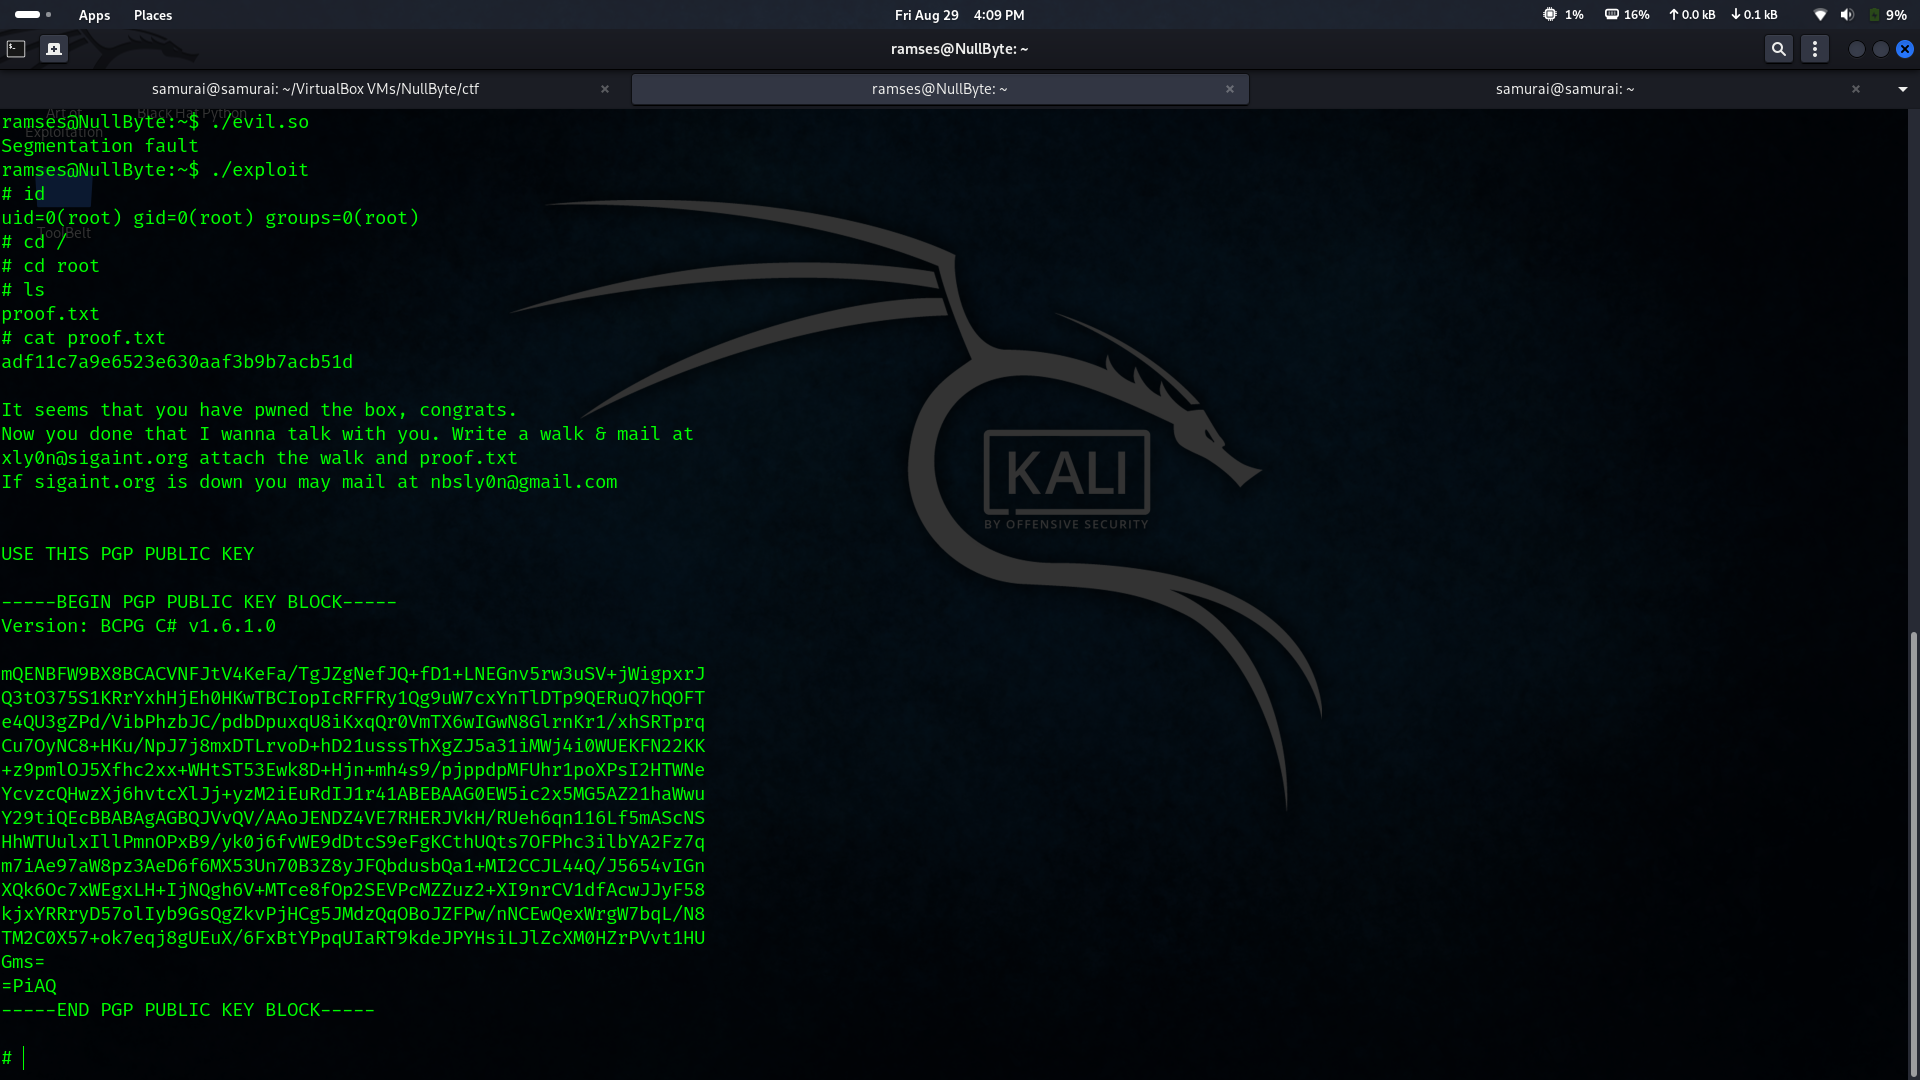 Apps Places Fri Aug 29 4:09 PM 1% 16% 0.0 kB 0.1 kB 9%
ramses@NullByte: ~
samurai@samurai: ~/VirtualBox VMs/NullByte/ctf ramses@NullByte: ~ samurai@samurai: ~
Art of Black Hat Python
Exploitation
ramses@NullByte:~$ ./evil.so
Segmentation fault
ramses@NullByte:~$ ./exploit
# id
uid=0(root) gid=0(root) groups=0(root)
ToolBelt
# cd /
# cd root
# ls
proof.txt
# cat proof.txt
adf11c7a9e6523e630aaf3b9b7acb51d
It seems that you have pwned the box, congrats.
Now you done that I wanna talk with you. Write a walk & mail at
xly0n@sigaint.org attach the walk and proof.txt
If sigaint.org is down you may mail at nbsly0n@gmail.com
USE THIS PGP PUBLIC KEY
-----BEGIN PGP PUBLIC KEY BLOCK-----
Version: BCPG C# v1.6.1.0
mQENBFW9BX8BCACVNFJtV4KeFa/TgJZgNefJQ+fD1+LNEGnv5rw3uSV+jWigpxrJ
Q3tO375S1KRrYxhHjEh0HKwTBCIopIcRFFRy1Qg9uW7cxYnTlDTp9QERuQ7hQOFT
e4QU3gZPd/VibPhzbJC/pdbDpuxqU8iKxqQr0VmTX6wIGwN8GlrnKr1/xhSRTprq
Cu7OyNC8+HKu/NpJ7j8mxDTLrvoD+hD21usssThXgZJ5a31iMWj4i0WUEKFN22KK
+z9pmlOJ5Xfhc2xx+WHtST53Ewk8D+Hjn+mh4s9/pjppdpMFUhr1poXPsI2HTWNe
YcvzcQHwzXj6hvtcXlJj+yzM2iEuRdIJ1r41ABEBAAG0EW5ic2x5MG5AZ21haWwu
Y29tiQEcBBABAgAGBQJVvQV/AAoJENDZ4VE7RHERJVkH/RUeh6qn116Lf5mAScNS
HhWTUulxIllPmnOPxB9/yk0j6fvWE9dDtcS9eFgKCthUQts7OFPhc3ilbYA2Fz7q
m7iAe97aW8pz3AeD6f6MX53Un70B3Z8yJFQbdusbQa1+MI2CCJL44Q/J5654vIGn
XQk6Oc7xWEgxLH+IjNQgh6V+MTce8fOp2SEVPcMZZuz2+XI9nrCV1dfAcwJJyF58
kjxYRRryD57olIyb9GsQgZkvPjHCg5JMdzQqOBoJZFPw/nNCEwQexWrgW7bqL/N8
TM2C0X57+ok7eqj8gUEuX/6FxBtYPpqUIaRT9kdeJPYHsiLJlZcXM0HZrPVvt1HU
Gms=
=PiAQ
-----END PGP PUBLIC KEY BLOCK-----
#
KALI
BY OFFENSIVE SECURITY